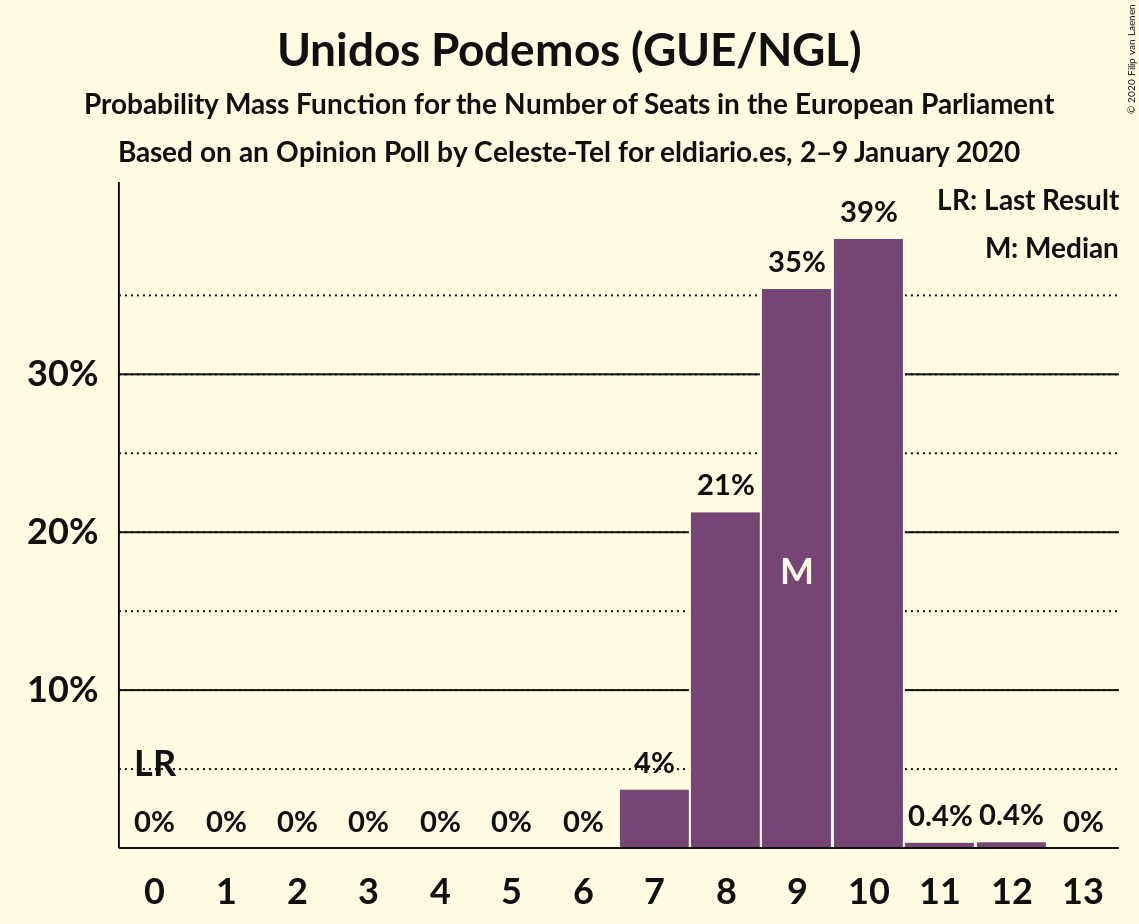 Unidos Podemos (GUE/NGL)
Probability Mass Function for the Number of Seats in the European Parliament
Based on an Opinion Poll by Celeste-Tel for eldiario.es, 2–9 January 2020
© 2020 Filip van Laenen
LR: Last Result
M: Median
39%
35%
30%
21%
20%
M
10%
LR
4%
0% 0% 0% 0% 0% 0% 0% 0.4% 0.4% 0%
0 1 2 3 4 5 6 7 8 9 10 11 12 13